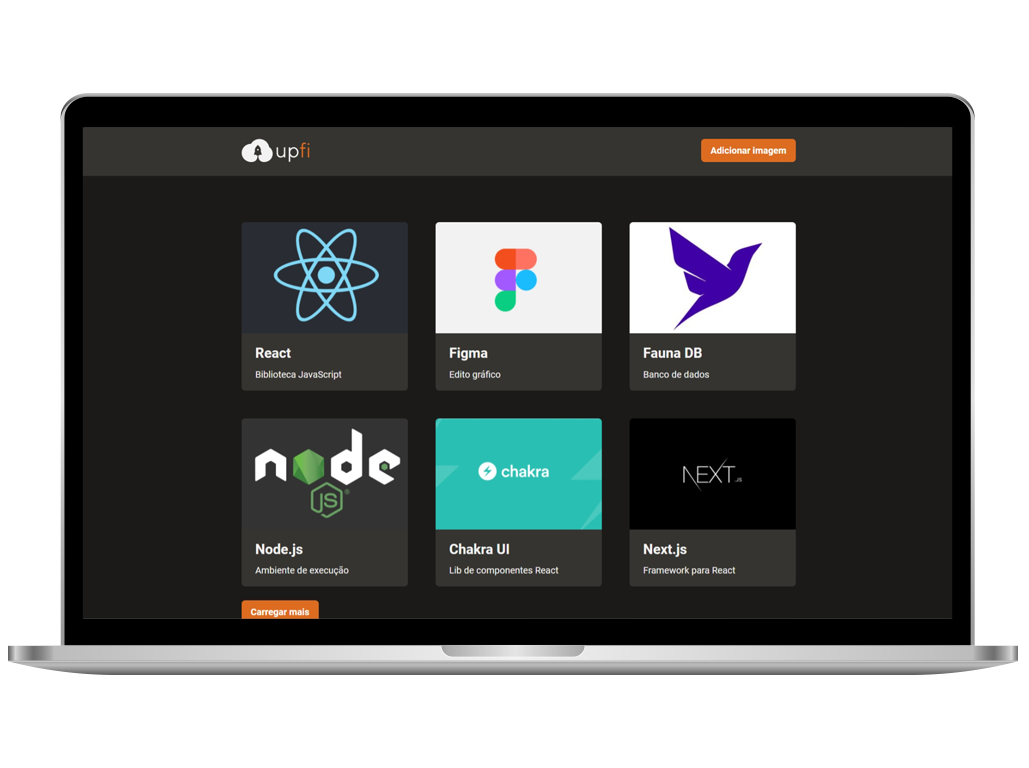 upfi
Adicionar imagem
React
Biblioteca JavaScript
Figma
Edito gráfico
Fauna DB
Banco de dados
node
JS
chakra
NEXT.JS
Node.js
Ambiente de execução
Chakra UI
Lib de componentes React
Next.js
Framework para React
Carregar mais